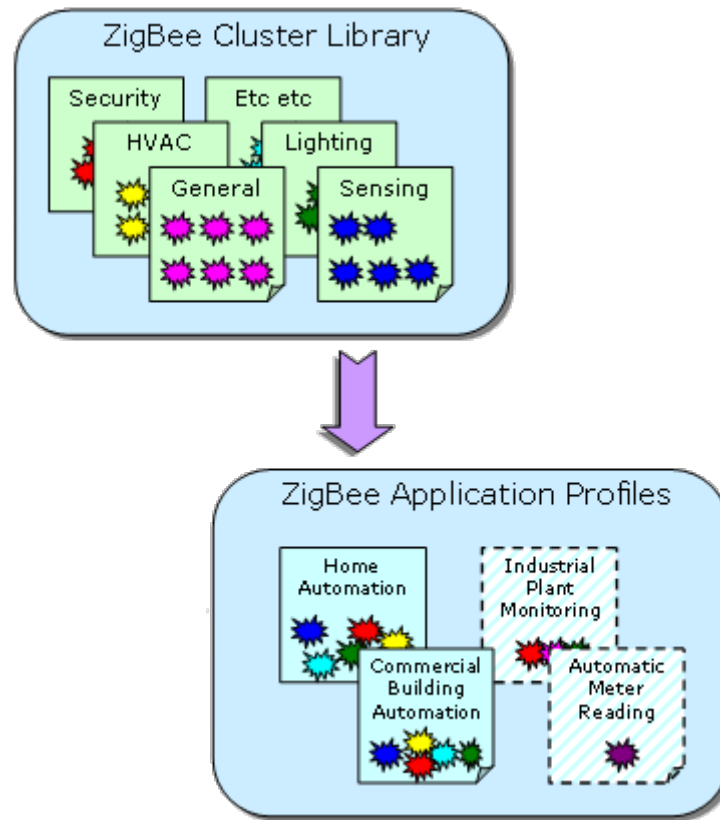 ZigBee Cluster Library
Security
Etc etc
HVAC
Lighting
General
Sensing
ZigBee Application Profiles
Home
Automation
Industrial
Plant
Monitoring
Commercial
Building
Automation
Automatic
Meter
Reading